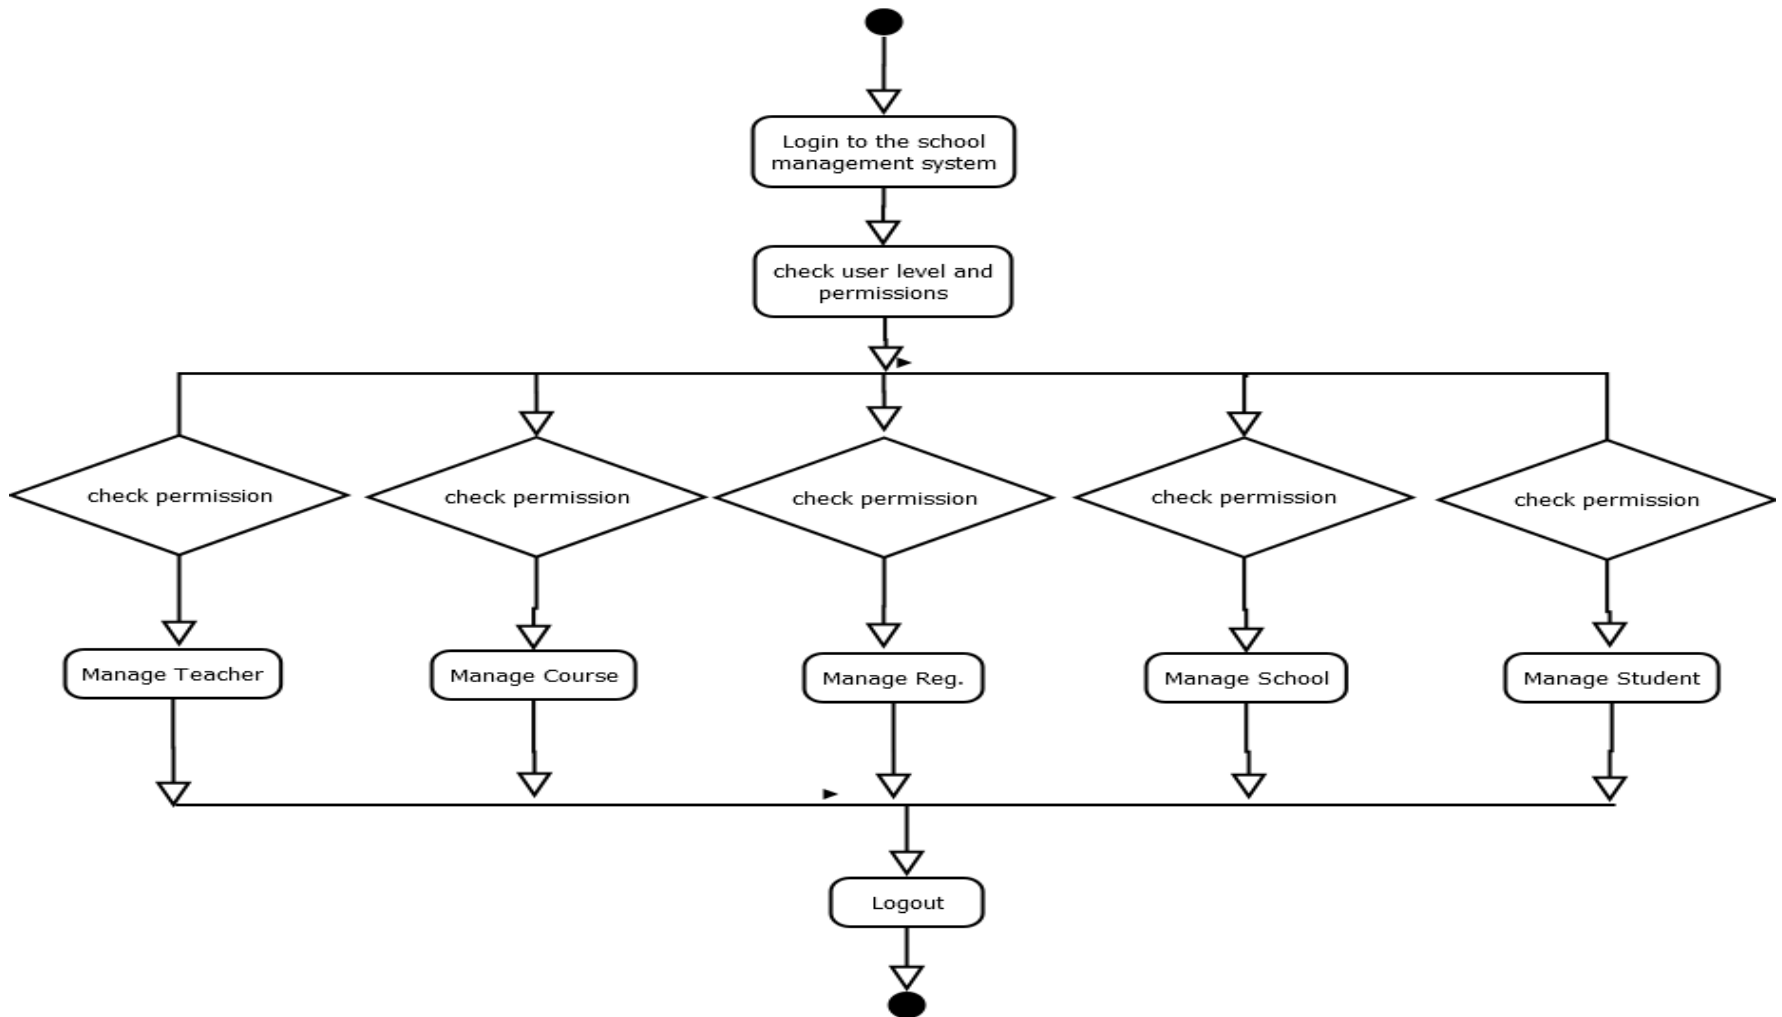 Login to the school
management system
check user level and
permissions
check permission
check permission
check permission
check permission
check permission
Manage Teacher
Manage Course
Manage Reg.
Manage School
Manage Student
Logout